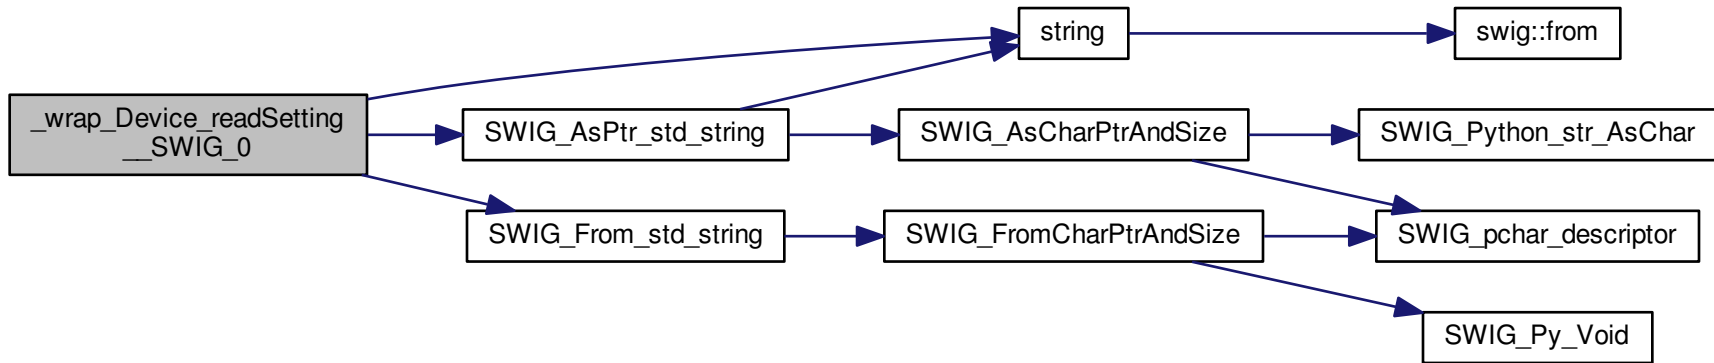 _wrap_Device_readSetting
__SWIG_0
string
swig::from
SWIG_AsPtr_std_string
SWIG_AsCharPtrAndSize
SWIG_Python_str_AsChar
SWIG_From_std_string
SWIG_FromCharPtrAndSize
SWIG_pchar_descriptor
SWIG_Py_Void